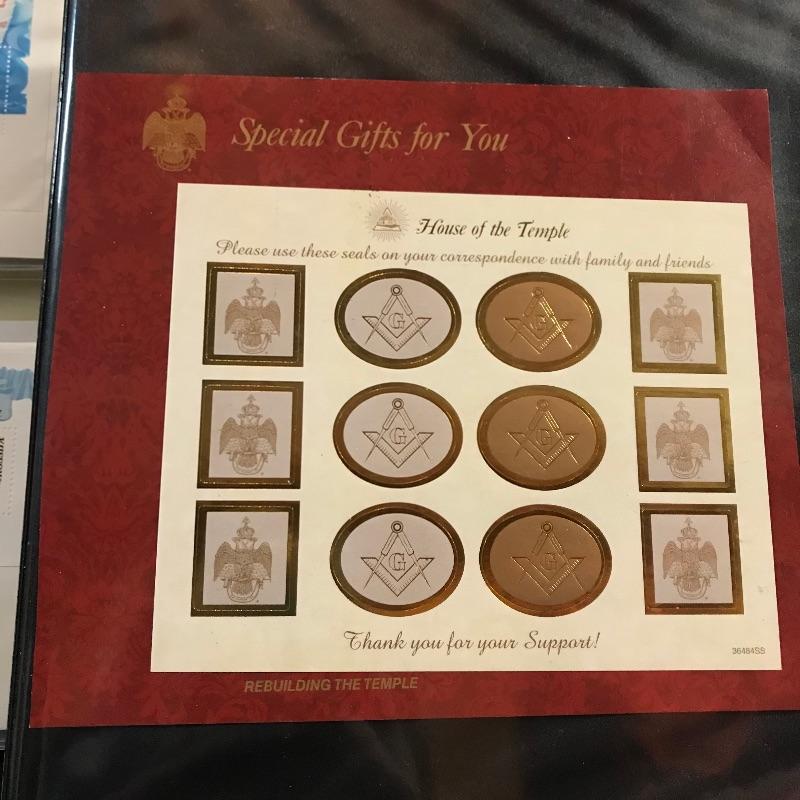 Special Gifts for You
House of the Temple
Please use these seals on your correspondence with family and friends
G G
G G
G G
Thank you for your Support!
36484SS
REBUILDING THE TEMPLE